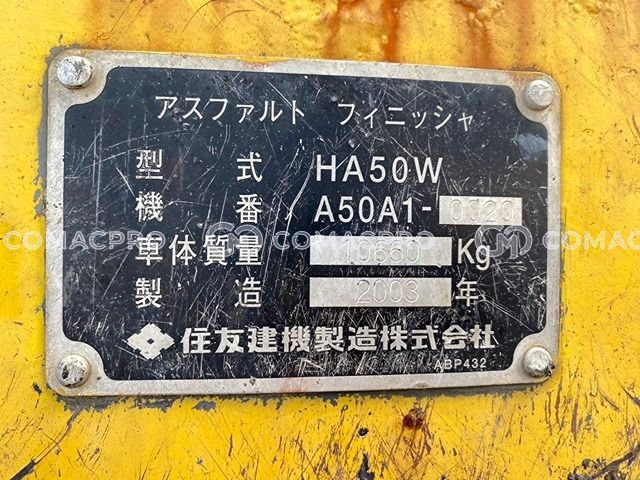 アスファルト フィニッシャ
型 式 HA50W
機 番 A50A1-0020
車体質量 Kg
製 造 2003 年
住友建機製造株式会社
ABP432
COMACPRO COMACPRO COMACPRO COMAC